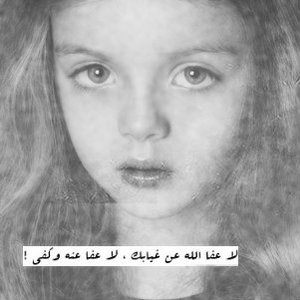 لا عفا الله عن غيابك ، لا عفا عنه وكفى !